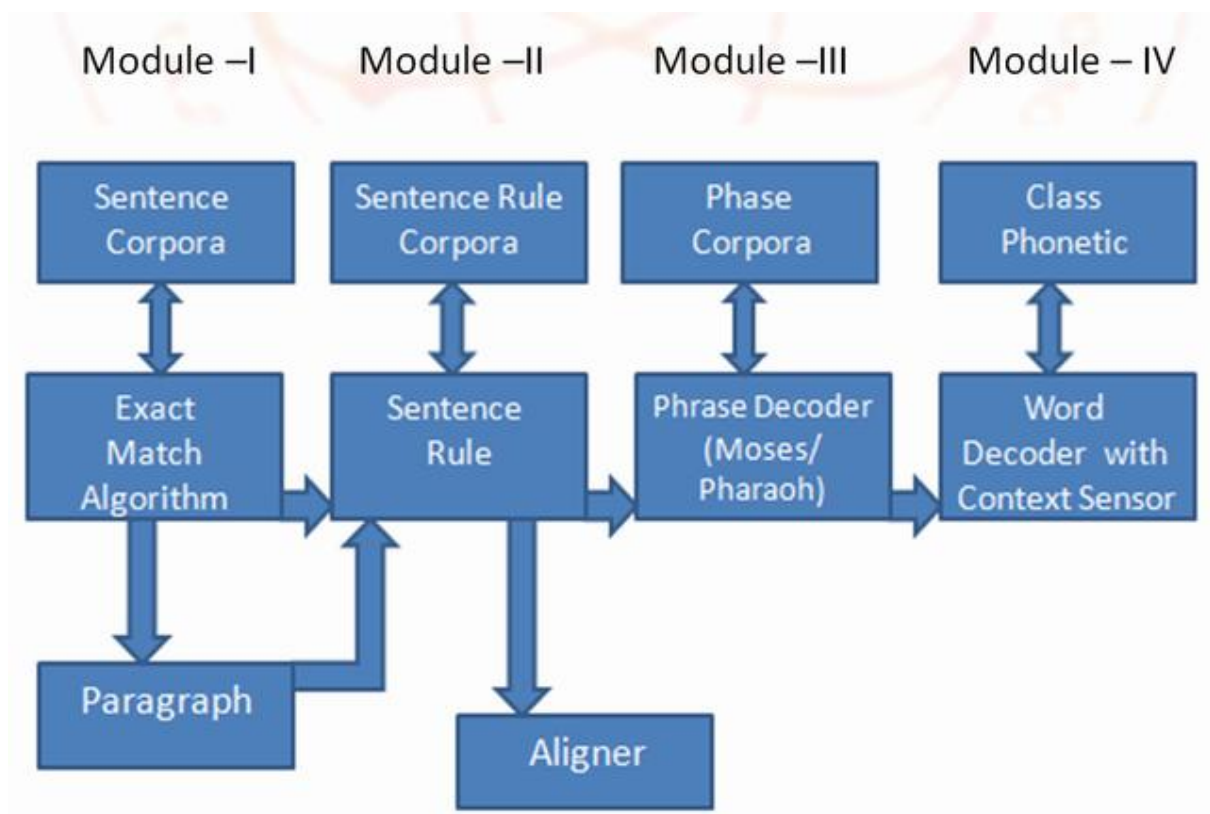 Module –I
Module –II
Module –III
Module – IV
Sentence
Corpora
Sentence Rule
Corpora
Phase
Corpora
Class
Phonetic
Exact
Match
Algorithm
Sentence
Rule
Phrase Decoder
(Moses/
Pharaoh)
Word
Decoder with
Context Sensor
Paragraph
Aligner